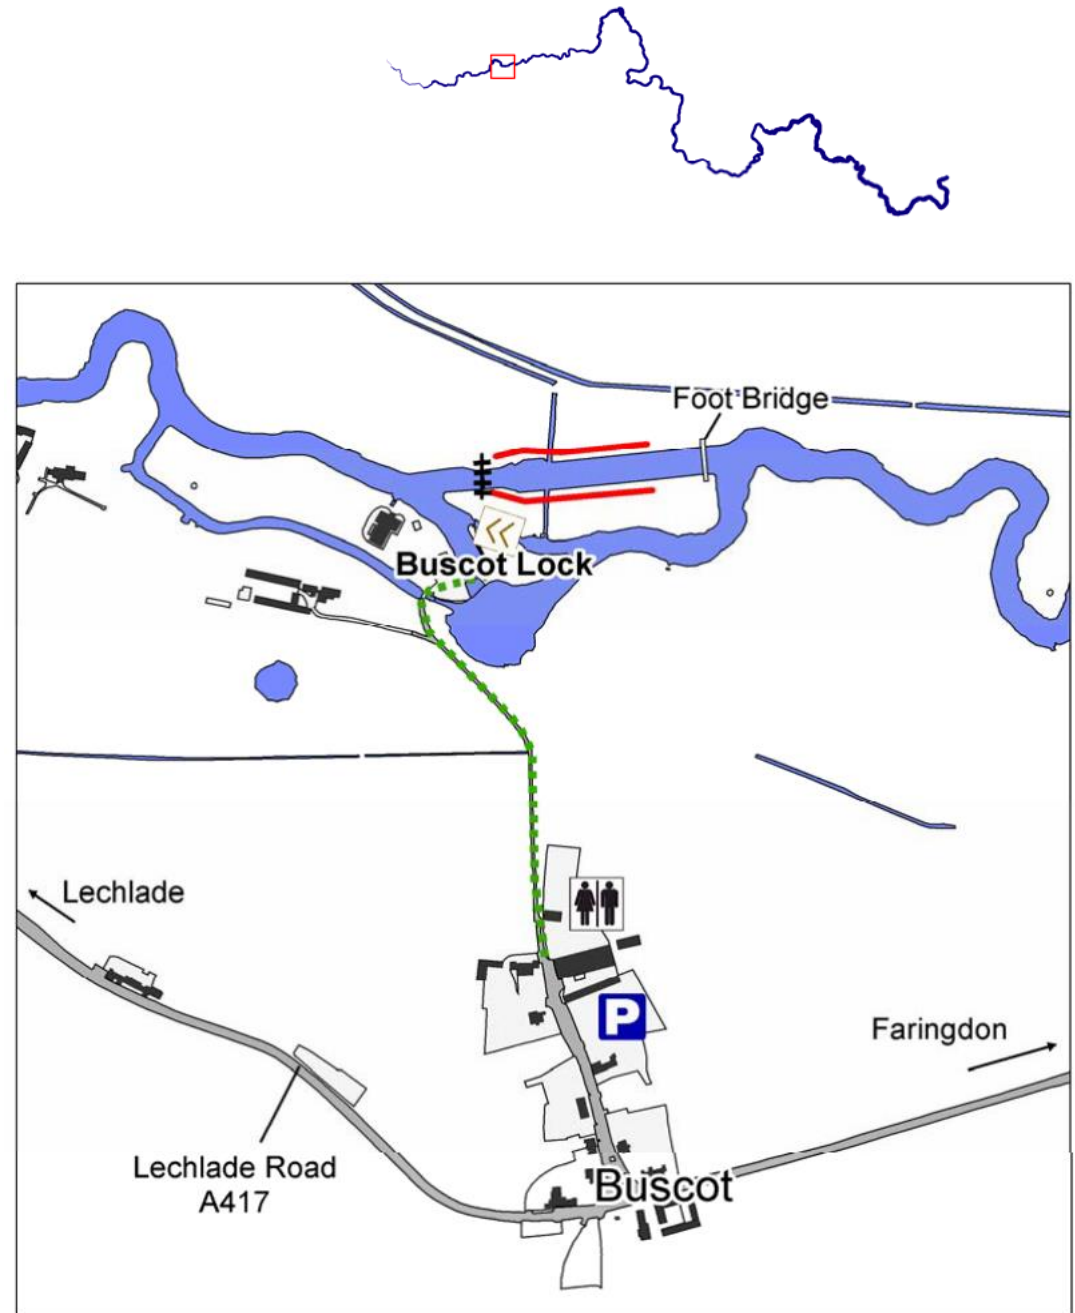 Foot Bridge
Buscot Lock
Lechlade
P
Faringdon
Lechlade Road
A417
Buscot